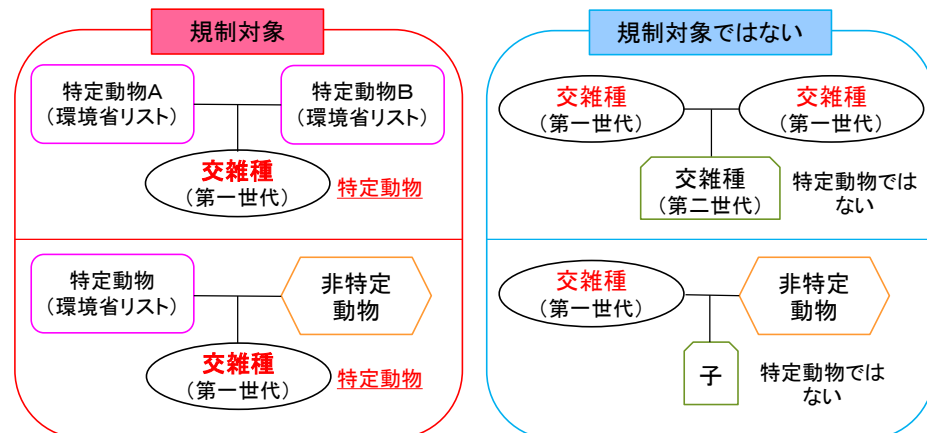 規制対象
特定動物A
（環境省リスト）
特定動物B
（環境省リスト）
交雑種
（第一世代）
特定動物
特定動物
（環境省リスト）
非特定
動物
交雑種
（第一世代）
特定動物
規制対象ではない
交雑種
（第一世代）
交雑種
（第一世代）
交雑種
（第二世代）
特定動物では
ない
交雑種
（第一世代）
非特定
動物
子
特定動物では
ない